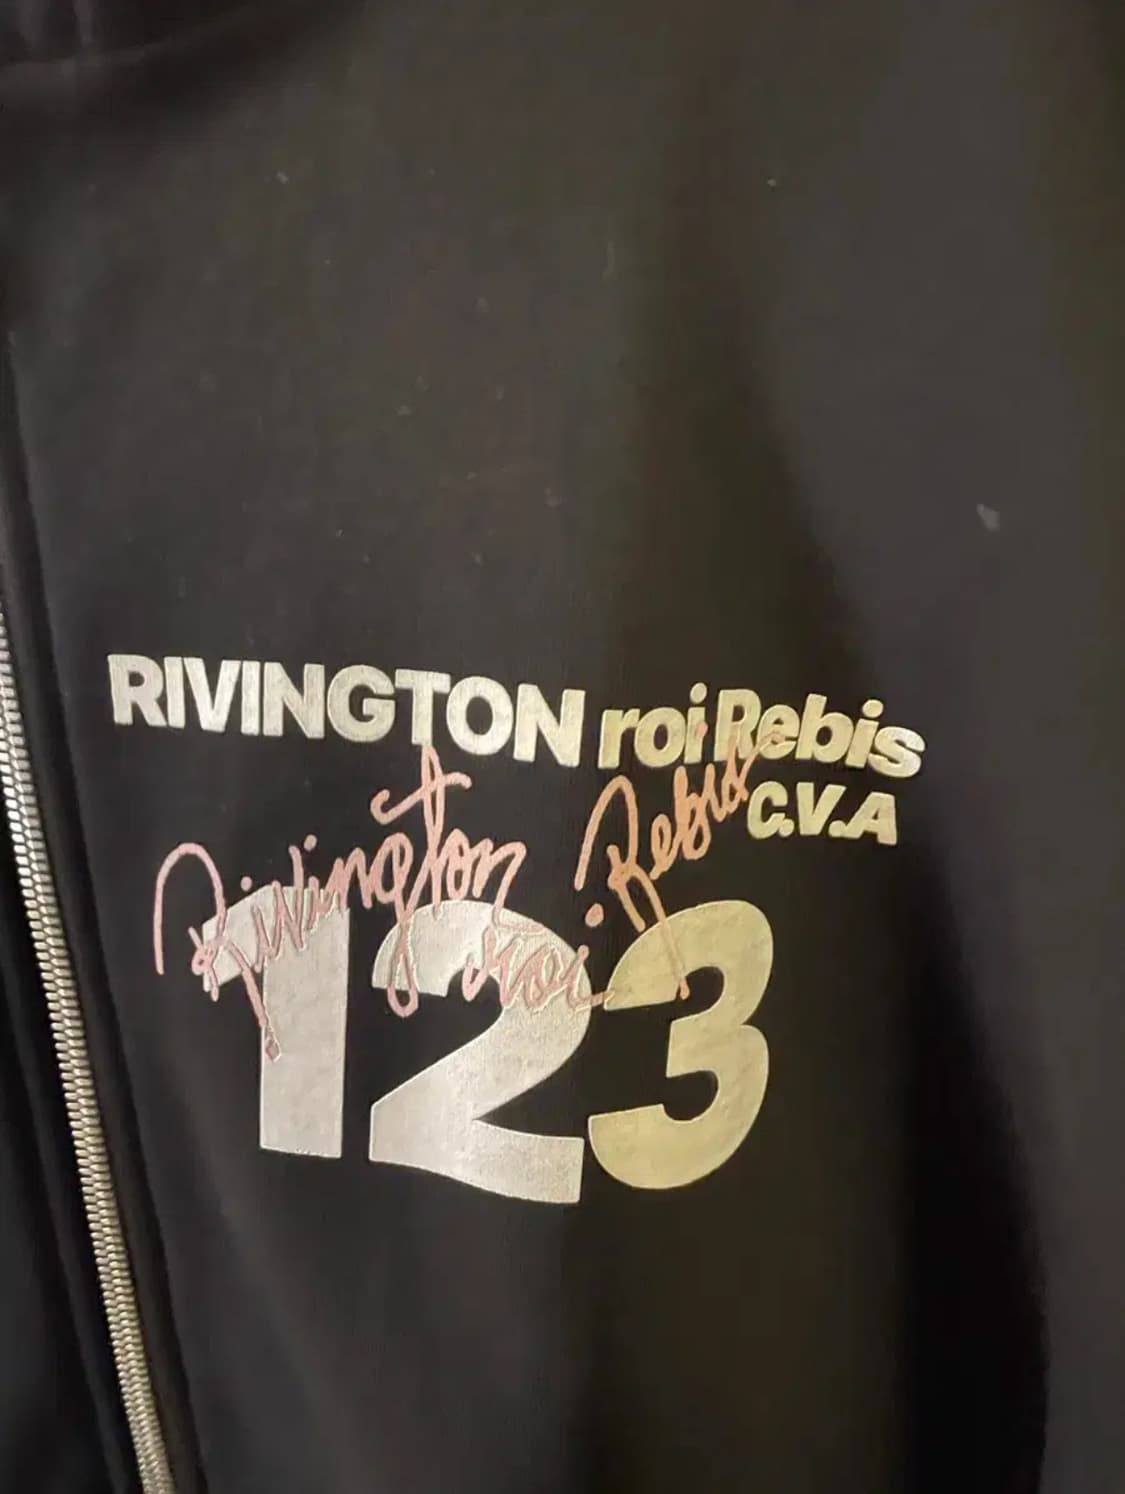 RIVINGTON roi Rebis
C.V.A
Rivington roi Rebis
123